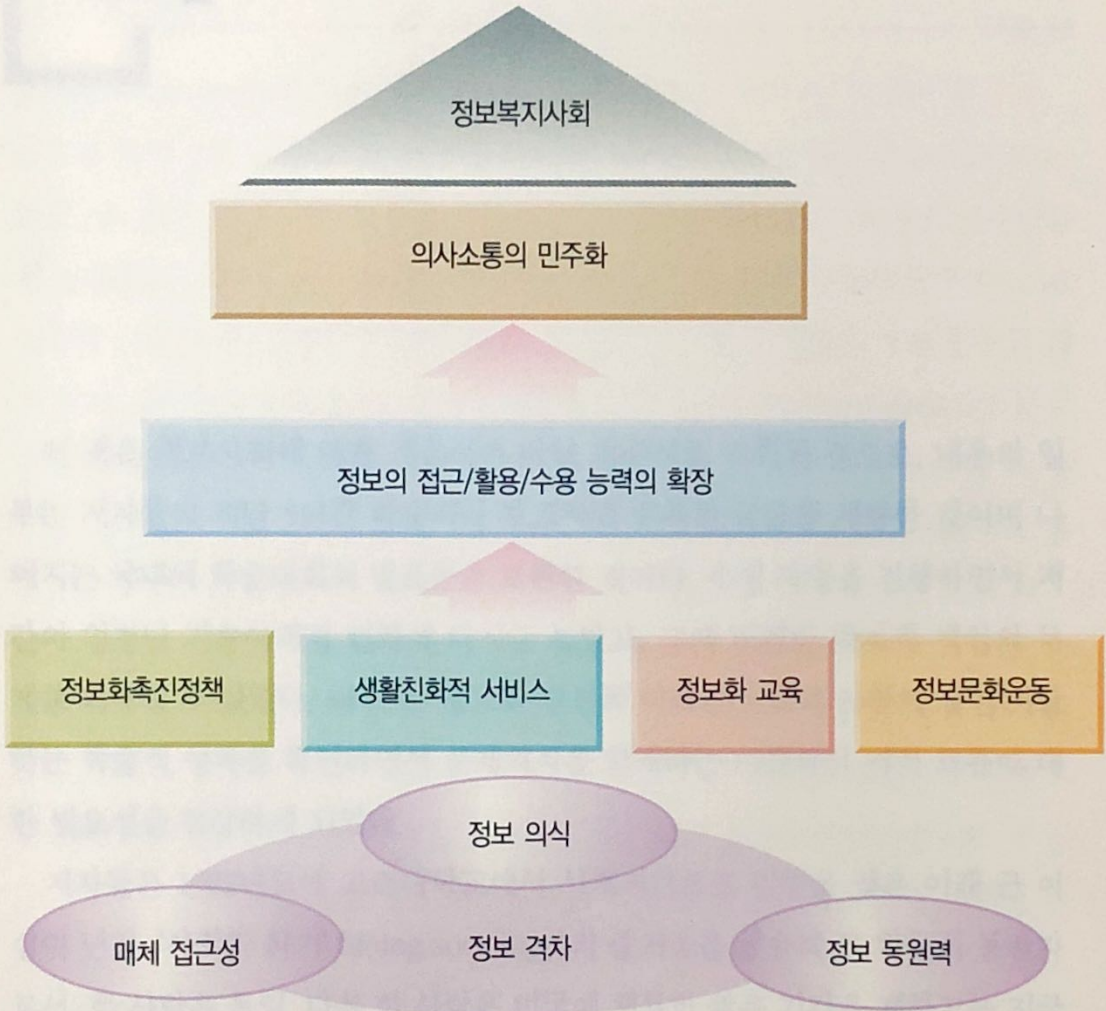 정보복지사회
의사소통의 민주화
정보의 접근/활용/수용 능력의 확장
정보화촉진정책 생활친화적 서비스 정보화 교육 정보문화운동
정보 의식
매체 접근성 정보 격차 정보 동원력